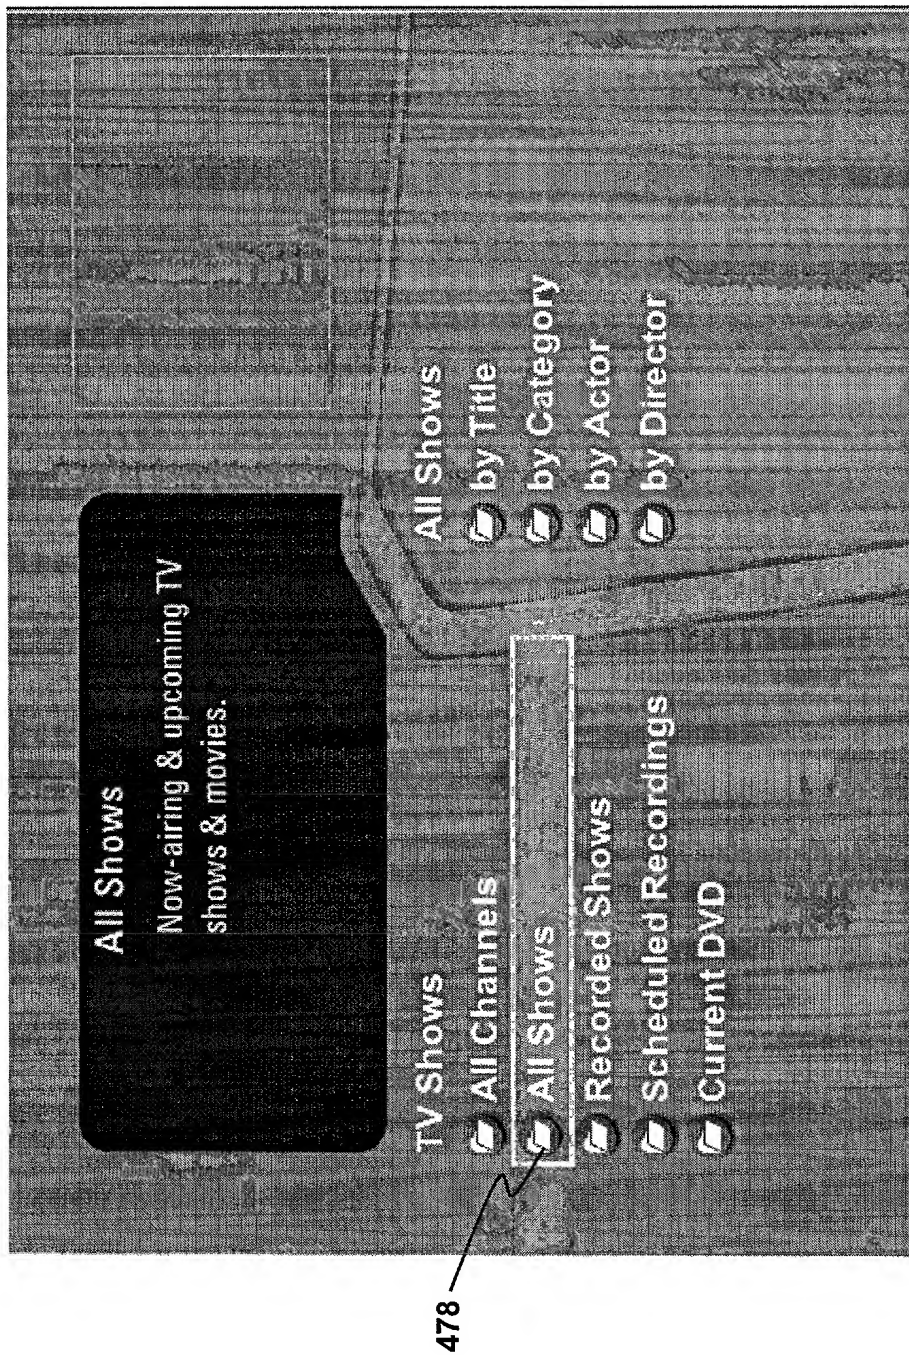 All Shows
Now-airing & upcoming TV
shows & movies.
TV Shows
All Channels
All Shows
Recorded Shows
Scheduled Recordings
Current DVD
All Shows
by Title
by Category
by Actor
by Director
478